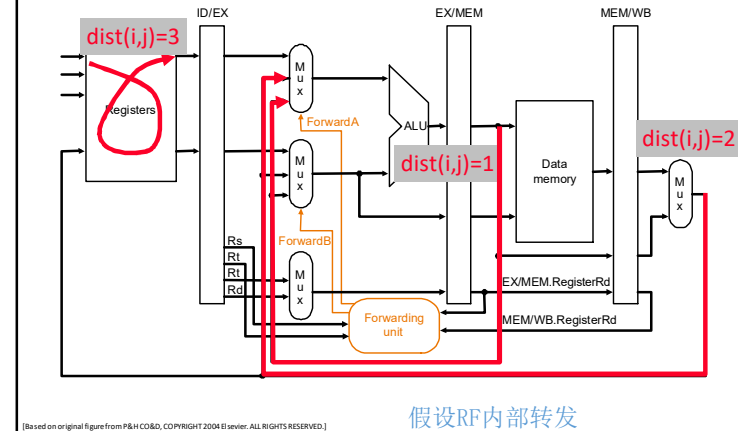 ID/EX
EX/MEM
MEM/WB
dist(i,j)=3
Registers
M
u
x
ForwardA
ALU
dist(i,j)=1
Data
memory
dist(i,j)=2
M
u
x
M
u
x
ForwardB
Rs
Rt
Rt
Rd
M
u
x
EX/MEM.RegisterRd
Forwarding
unit
MEM/WB.RegisterRd
假设RF内部转发
[Based on original figure from P&H CO&D, COPYRIGHT 2004 Elsevier. ALL RIGHTS RESERVED.]